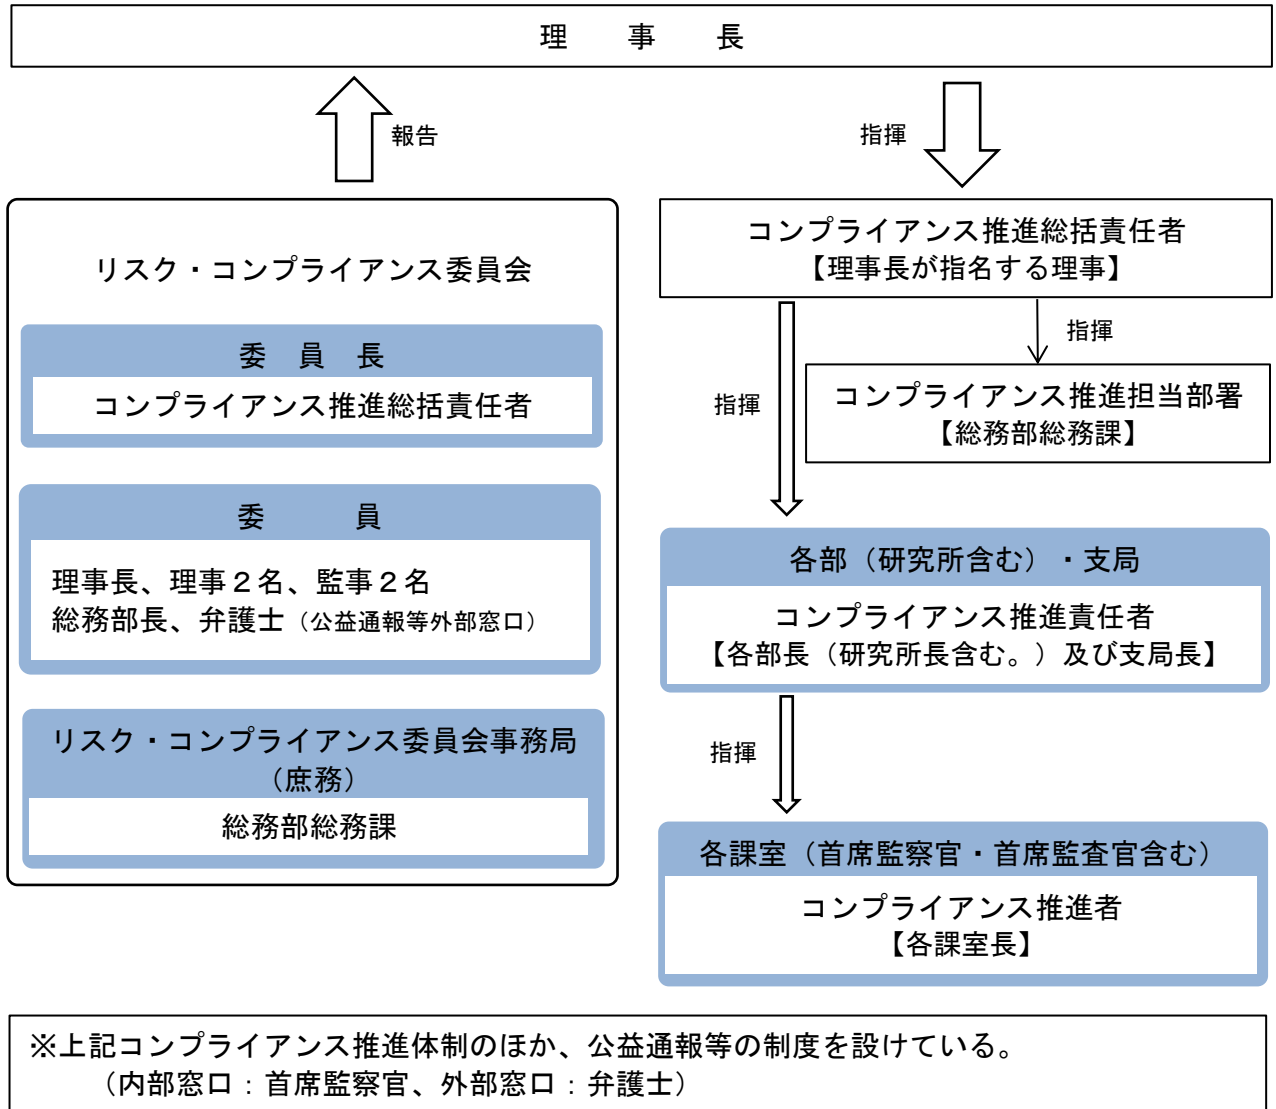 理　事　長
報告
指揮
リスク・コンプライアンス委員会
委　員　長
コンプライアンス推進総括責任者
委　　員
理事長、理事２名、監事２名
総務部長、弁護士（公益通報等外部窓口）
リスク・コンプライアンス委員会事務局
（庶務）
総務部総務課
コンプライアンス推進総括責任者
【理事長が指名する理事】
指揮
コンプライアンス推進担当部署
【総務部総務課】
指揮
各部（研究所含む）・支局
コンプライアンス推進責任者
【各部長（研究所長含む。）及び支局長】
指揮
各課室（首席監察官・首席監査官含む）
コンプライアンス推進者
【各課室長】
※上記コンプライアンス推進体制のほか、公益通報等の制度を設けている。
（内部窓口：首席監察官、外部窓口：弁護士）